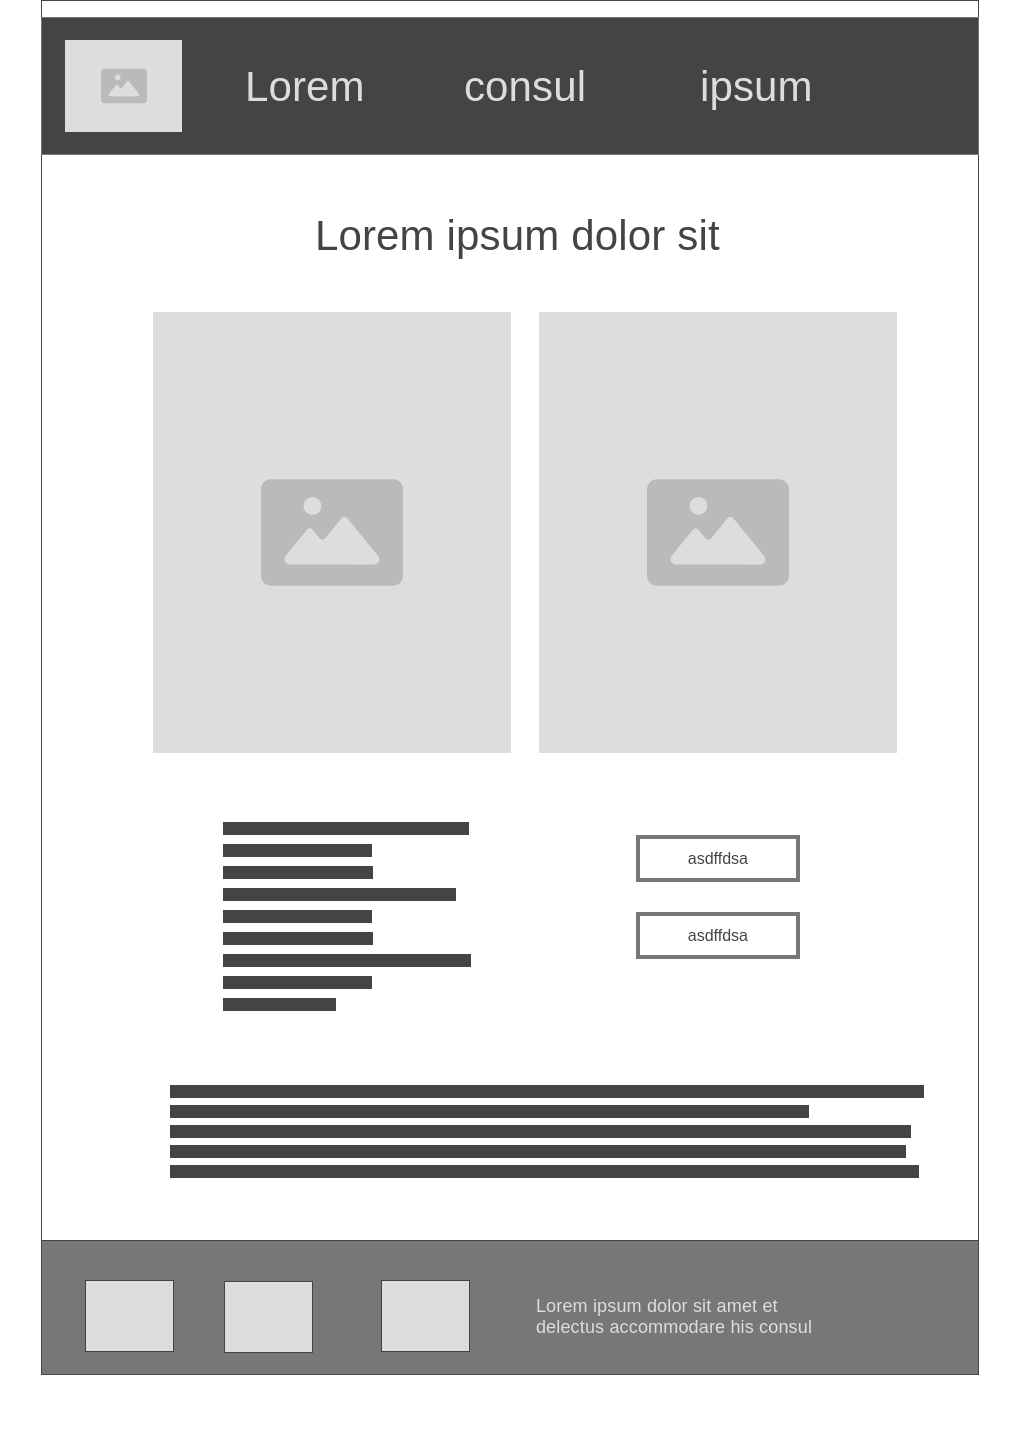 Lorem
consul
ipsum
Lorem ipsum dolor sit
asdffdsa
asdffdsa
Lorem ipsum dolor sit amet et
delectus accommodare his consul